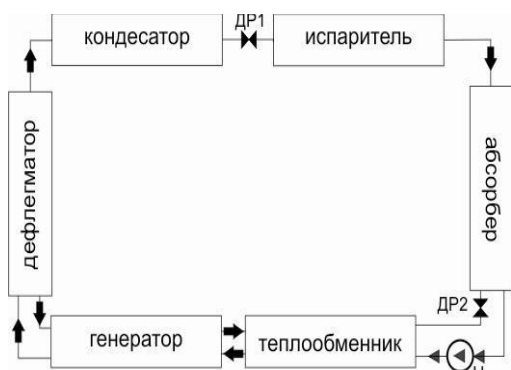 кондесатор
ДР1
испаритель
дефлегматор
абсорбер
ДР2
генератор
теплообменник